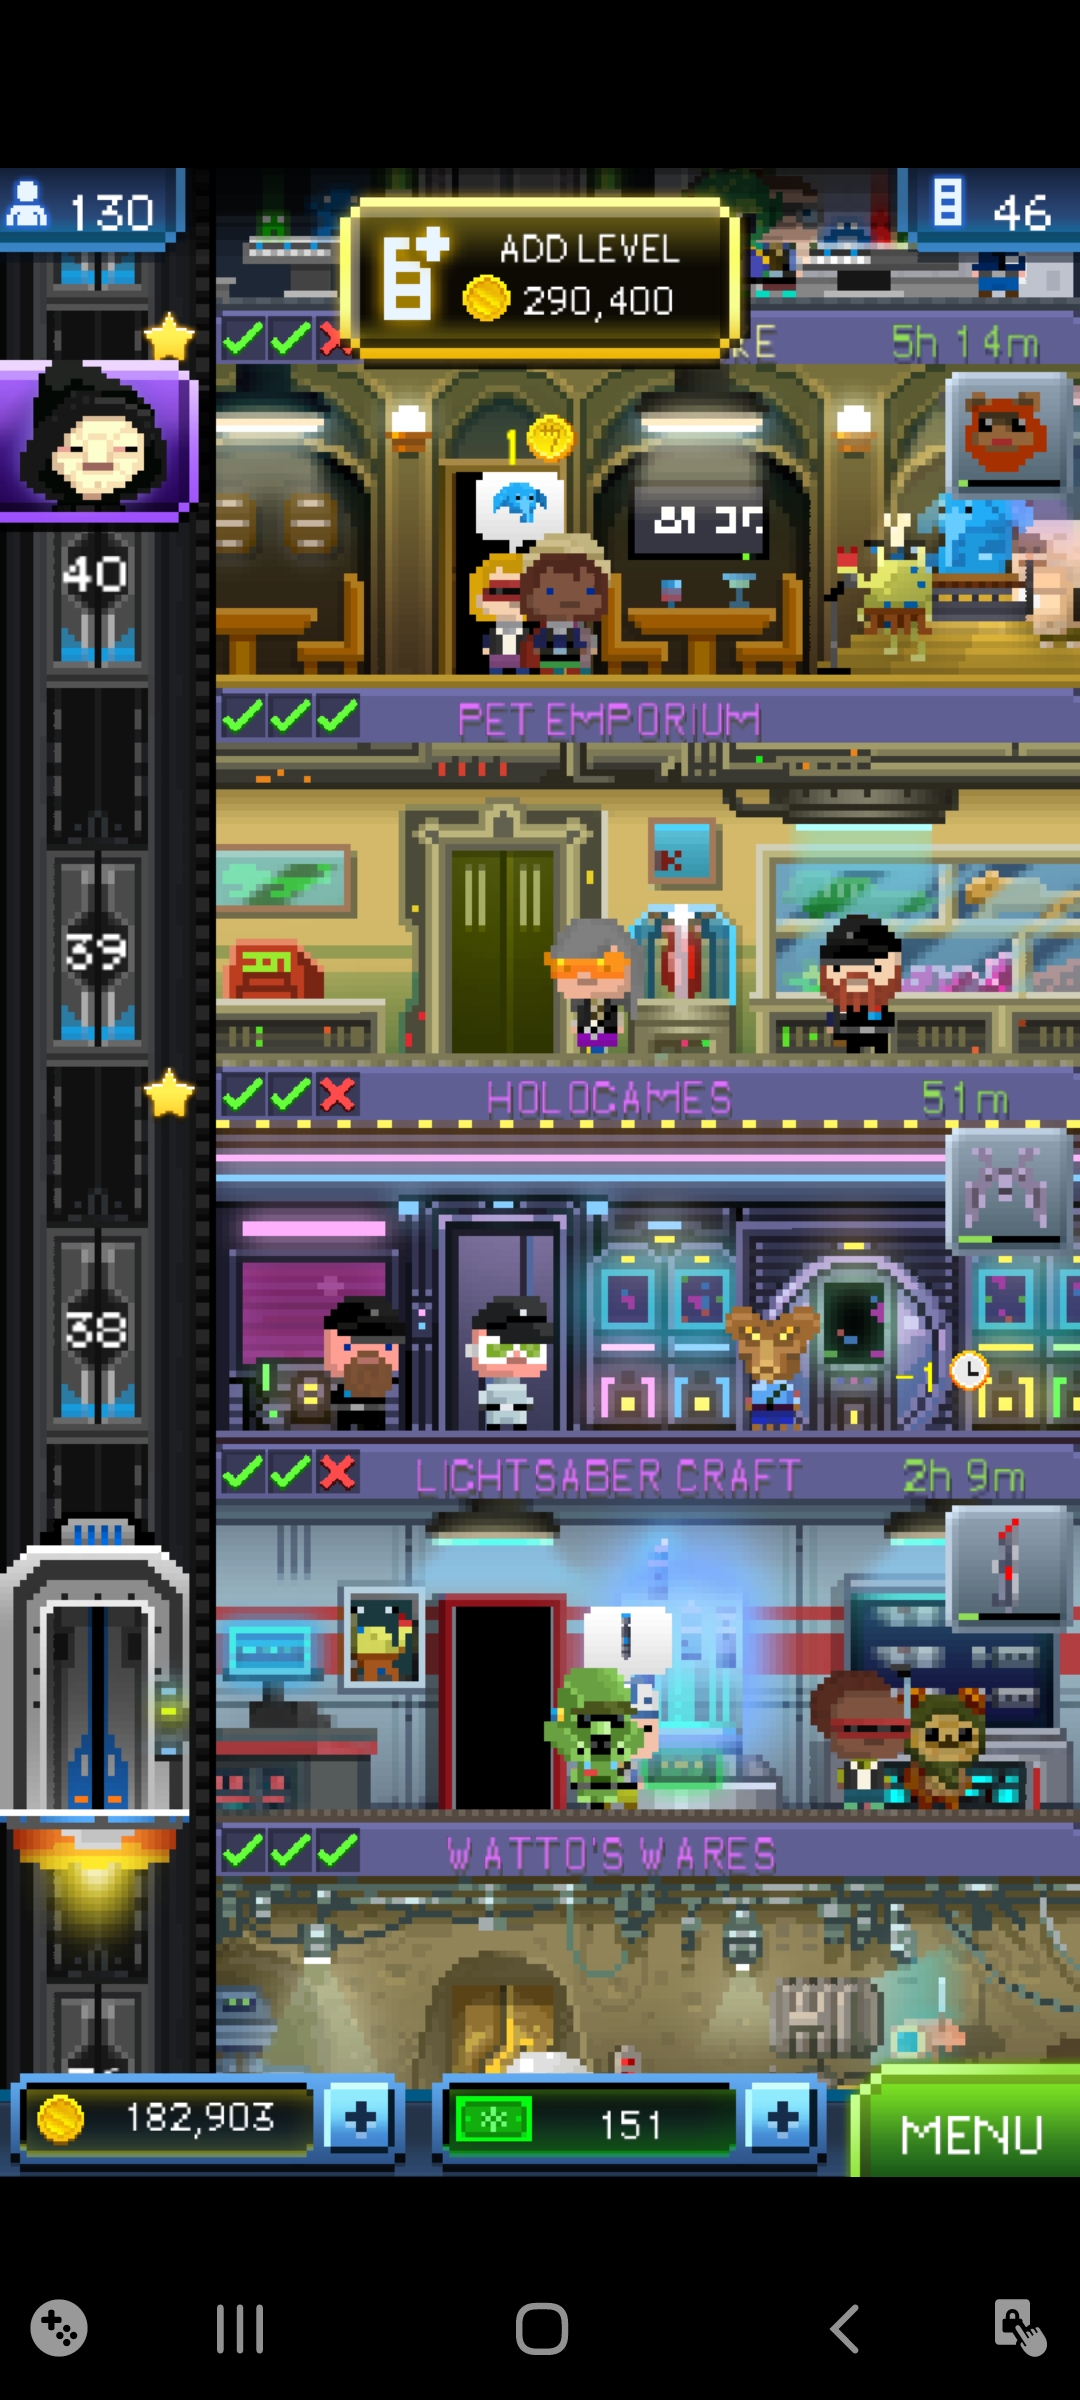 130
46
ADD LEVEL
290,400
KE
5h 14m
1
40
PET EMPORIUM
39
HOLOGAMES
51m
38
-1
LIGHTSABER CRAFT
2h 9m
WATTO'S WARES
182,903
151
MENU